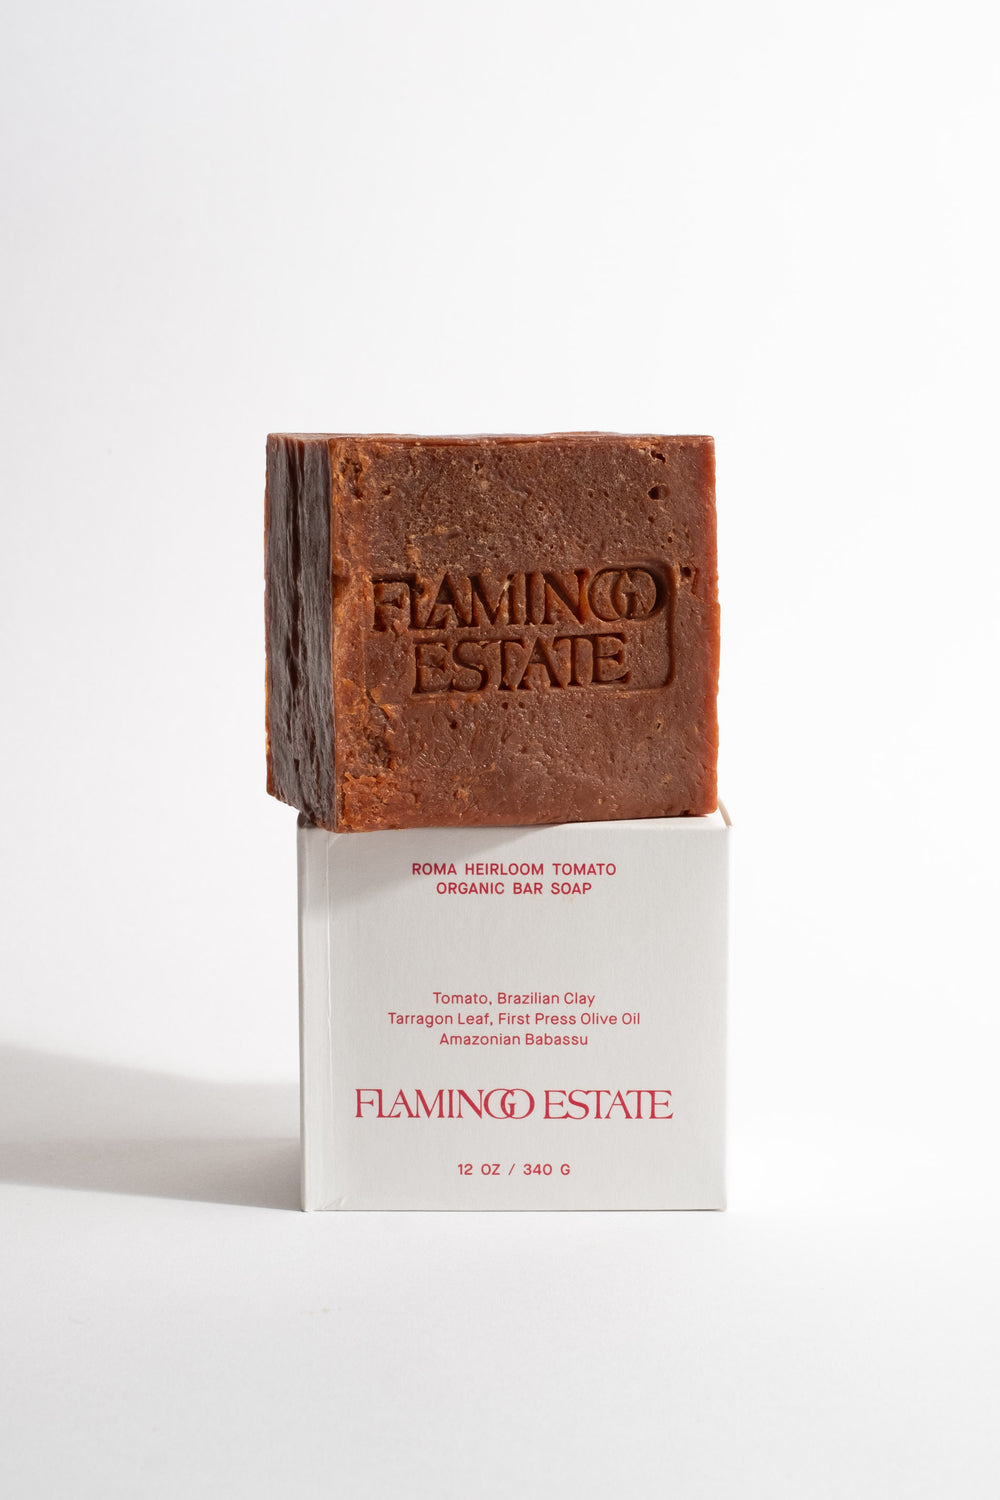 FLAMINGO
ESTATE
ROMA HEIRLOOM TOMATO
ORGANIC BAR SOAP
Tomato, Brazilian Clay
Tarragon Leaf, First Press Olive Oil
Amazonian Babassu
FLAMINGO ESTATE
12 OZ / 340 G